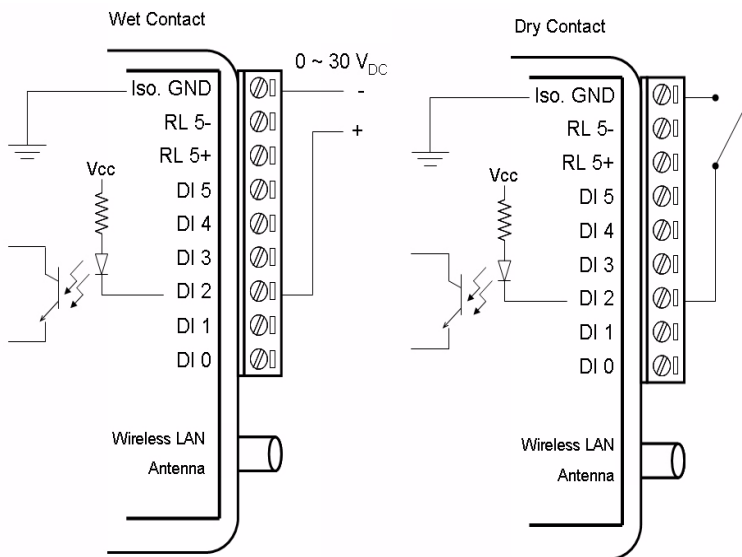 Wet Contact
0 ~ 30 VDC
Iso. GND
-
RL 5-
+
RL 5+
Vcc
DI 5
DI 4
DI 3
DI 2
DI 1
DI 0
Wireless LAN
Antenna
Dry Contact
Iso. GND
RL 5-
RL 5+
Vcc
DI 5
DI 4
DI 3
DI 2
DI 1
DI 0
Wireless LAN
Antenna